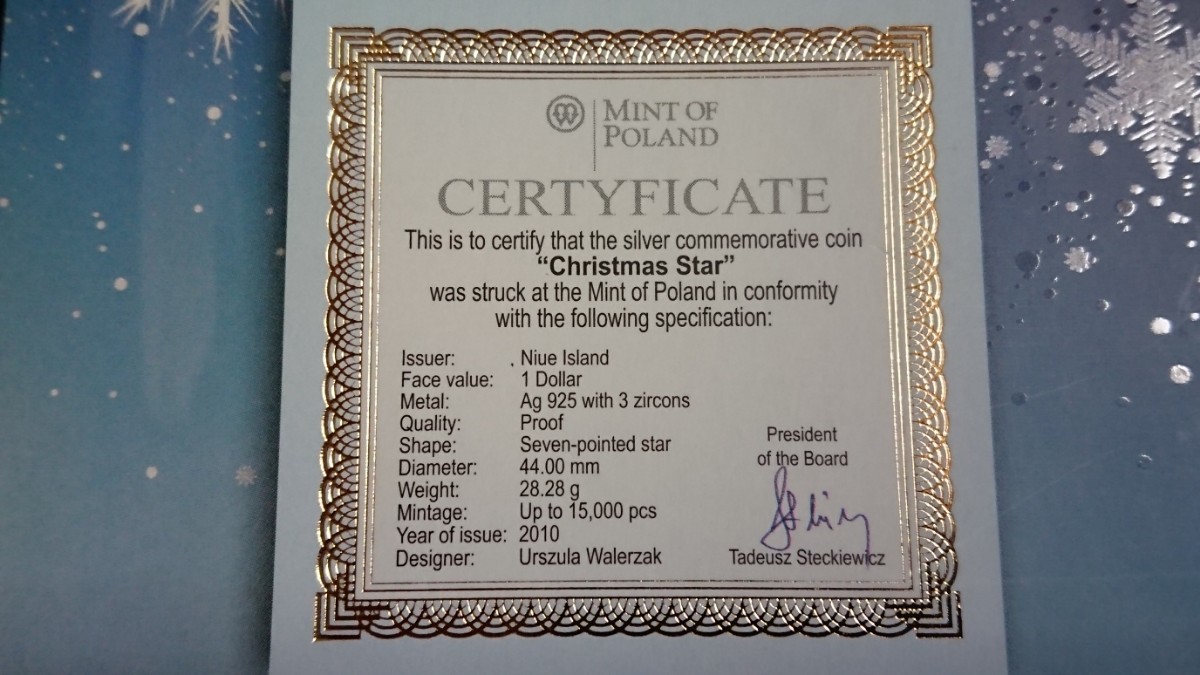 MINT OF
POLAND
CERTYFICATE
This is to certify that the silver commemorative coin
“Christmas Star”
was struck at the Mint of Poland in conformity
with the following specification:
Issuer: Niue Island
Face value: 1 Dollar
Metal: Ag 925 with 3 zircons
Quality: Proof
Shape: Seven-pointed star
Diameter: 44.00 mm
Weight: 28.28 g
Mintage: Up to 15,000 pcs
Year of issue: 2010
Designer: Urszula Walerzak
President
of the Board
Tadeusz Steckiewicz